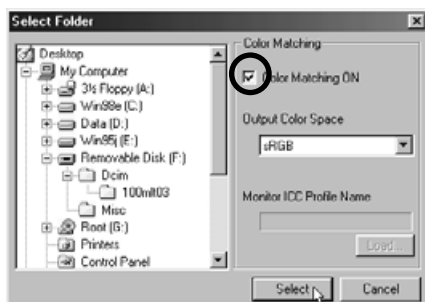 Select Folder
Desktop
My Computer
3½ Floppy (A:)
Win98e (C:)
Data (D:)
Win95j (E:)
Removable Disk (F:)
Dcim
100mlt03
Misc
Root (G:)
Printers
Control Panel
Color Matching
Color Matching ON
Output Color Space
sRGB
Monitor ICC Profile Name
Load...
Select
Cancel